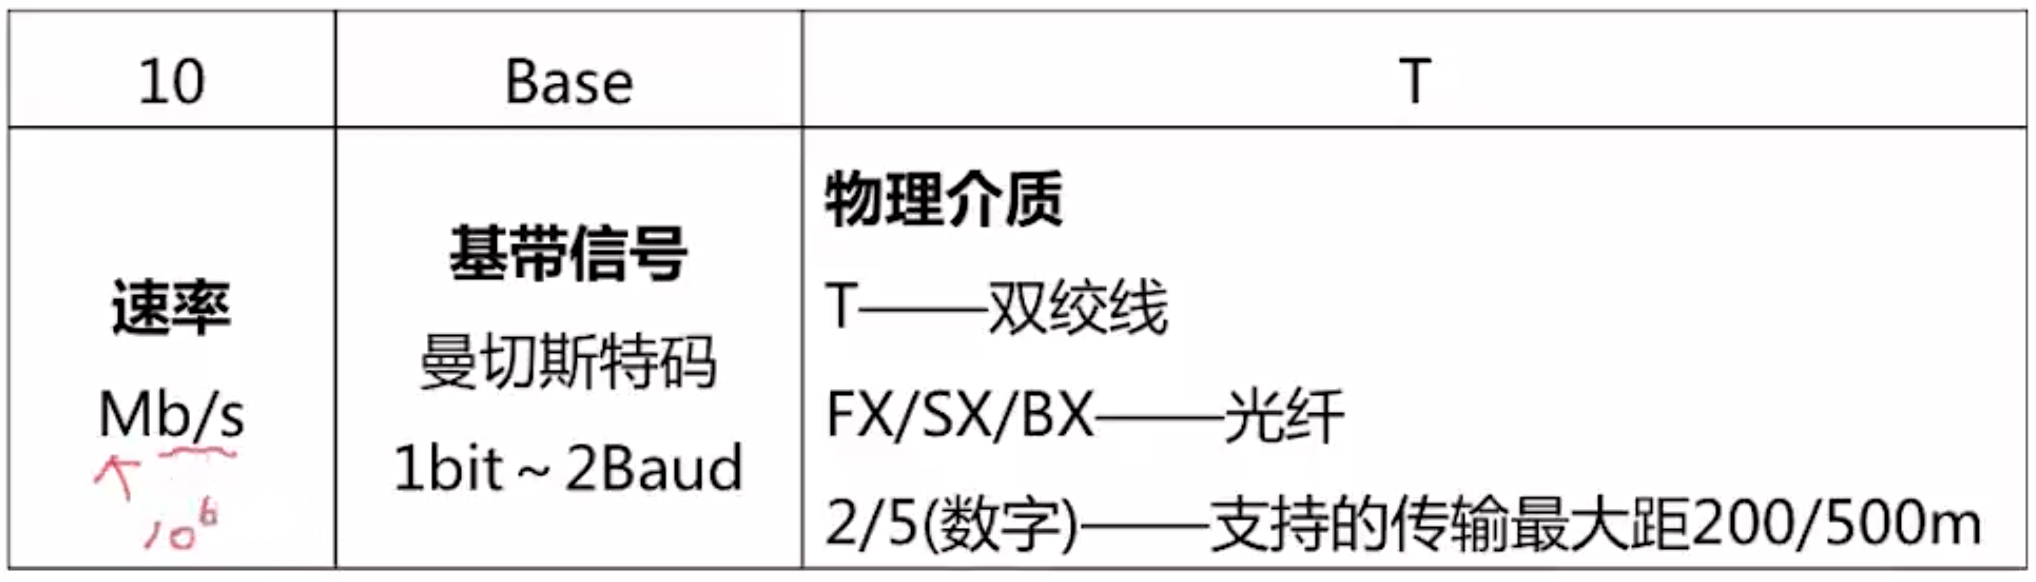 10
Base
T
速率
Mb/s
10⁶
基带信号
曼切斯特码
1bit ~ 2Baud
物理介质
T——双绞线
FX/SX/BX——光纤
2/5(数字)——支持的传输最大距200/500m